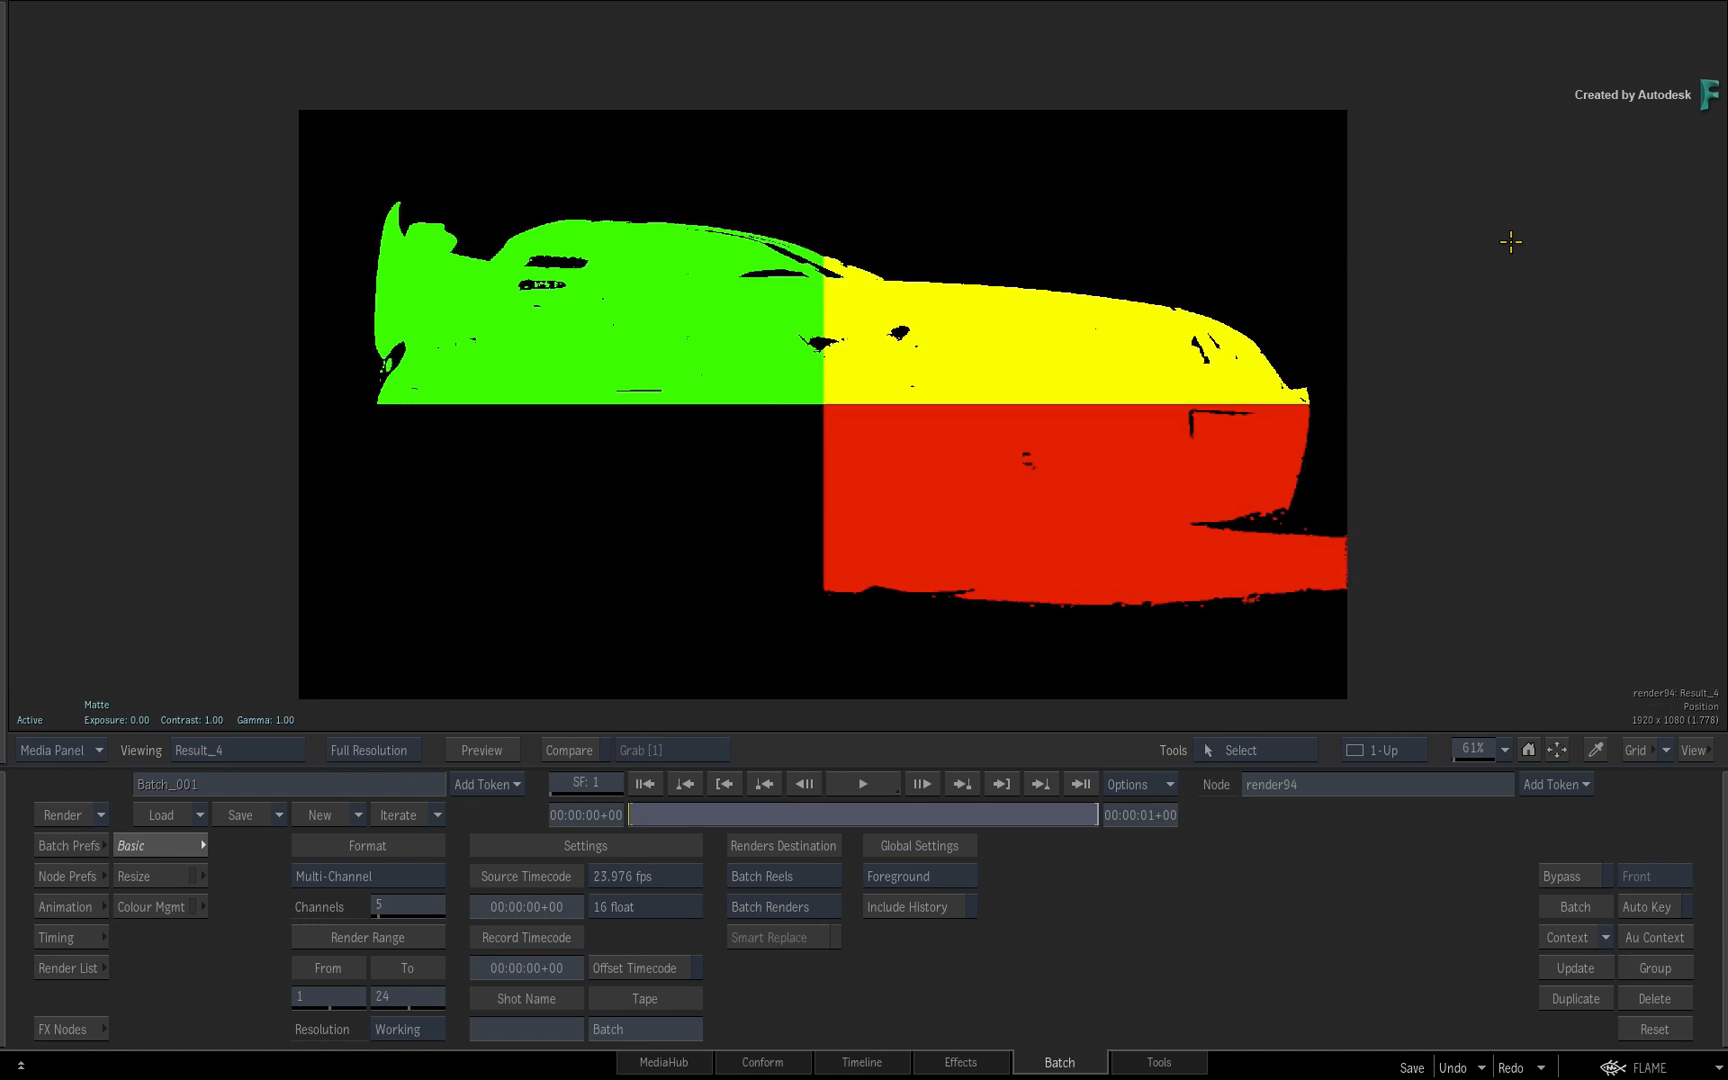 Created by Autodesk
render94: Result_4
Matte
Position
Active Exposure: 0.00 Contrast: 1.00 Gamma: 1.00
1920 x 1080 (1.778)
Media Panel Viewing Result_4 Full Resolution Preview Compare Grab [1] Tools Select 1-Up 61% Grid View
Batch_001 Add Token SF: 1 Options Node render94 Add Token
Render Load Save New Iterate 00:00:00+00 00:00:01+00
Batch Prefs Basic Format Settings Renders Destination Global Settings
Node Prefs Resize Multi-Channel Source Timecode 23.976 fps Batch Reels Foreground Bypass Front
Animation Colour Mgmt Channels 5 00:00:00+00 16 float Batch Renders Include History Batch Auto Key
Timing Render Range Record Timecode Smart Replace Context Au Context
Render List From To 00:00:00+00 Offset Timecode Update Group
1 24 Shot Name Tape Duplicate Delete
FX Nodes Resolution Working Batch Reset
MediaHub Conform Timeline Effects Batch Tools Save Undo Redo FLAME